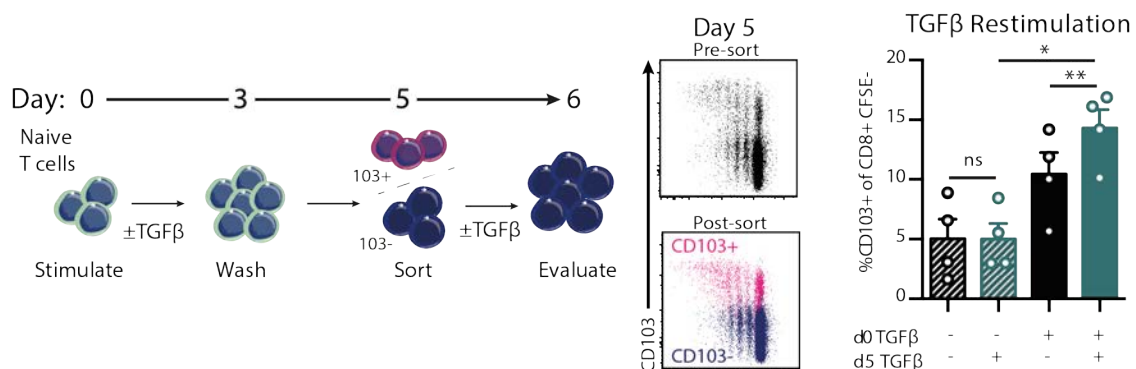 Day: 0 3 5 6
Naive
T cells
103+
103-
±TGFβ
±TGFβ
Stimulate Wash Sort Evaluate
Day 5
Pre-sort
Post-sort
CD103+
CD103-
CD103
TGFβ Restimulation
%CD103+ of CD8+ CFSE-
20
15
10
5
0
ns
*
**
d0 TGFβ - - + +
d5 TGFβ - + - +